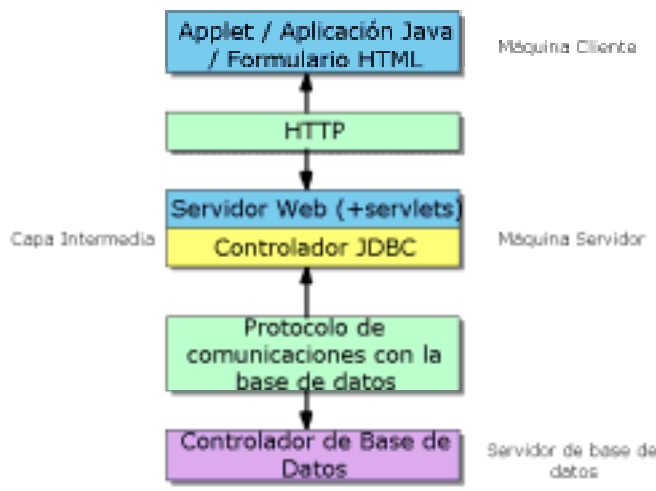 Applet / Aplicación Java
/ Formulario HTML
Máquina Cliente
HTTP
Servidor Web (+servlets)
Capa Intermedia
Controlador JDBC
Máquina Servidor
Protocolo de
comunicaciones con la
base de datos
Controlador de Base de
Datos
Servidor de base de
datos